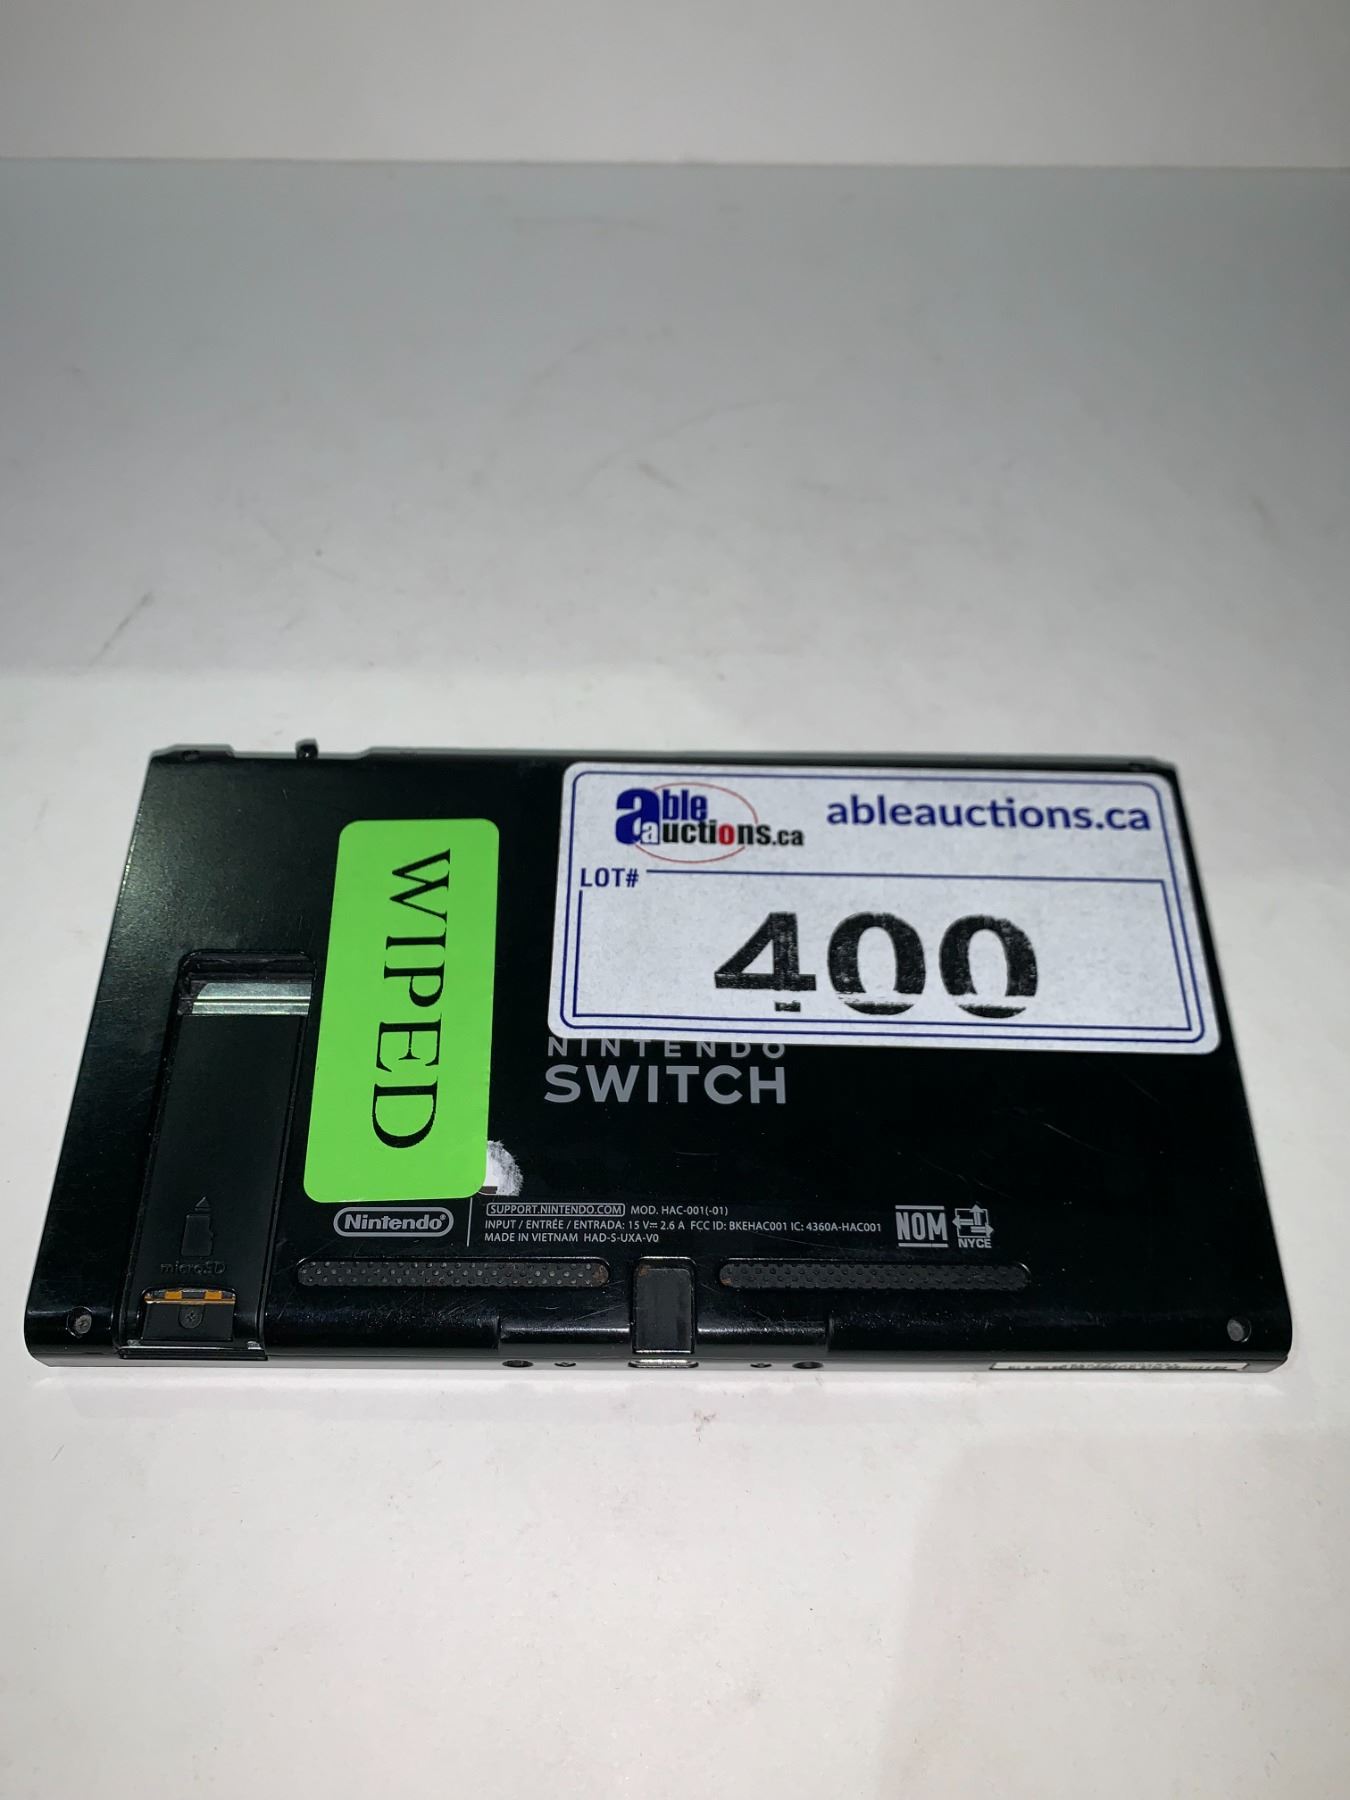 able auctions.ca
ableauctions.ca
LOT#
400
WIPED
NINTENDO
SWITCH
Nintendo
SUPPORT.NINTENDO.COM MOD. HAC-001(-01)
INPUT / ENTRÉE / ENTRADA: 15 V⎓ 2.6 A FCC ID: BKEHAC001 IC: 4360A-HAC001
MADE IN VIETNAM HAD-S-UXA-V0
NOM
NYCE
microSD